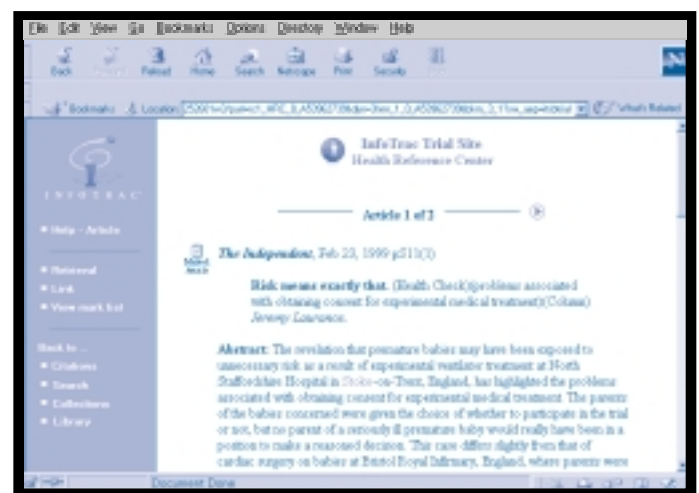 File Edit View Go Bookmarks Options Directory Window Help
Back Reload Home Search Netscape Print Security
Bookmarks Location: What's Related
InfoTrac Trial Site
Health Reference Center
INFOTRAC
Article 1 of 2
Help - Article
The Independent, Feb 23, 1999 p511(1)
Retrieval
Link
View mark list
Risk means exactly that. (Health Check)(problems associated
with obtaining consent for experimental medical treatment)(Column)
Jeremy Laurance.
Back to ...
Citations
Search
Collections
Library
Abstract: The revelation that premature babies may have been exposed to
unnecessary risk as a result of experimental ventilator treatment at North
Staffordshire Hospital in Stoke-on-Trent, England, has highlighted the problems
associated with obtaining consent for experimental medical treatment. The parents
of the babies concerned were given the choice of whether to participate in the trial
or not, but no parent of a seriously ill premature baby would really have been in a
position to make a reasoned decision. This case differs slightly from that of
cardiac surgery on babies at Bristol Royal Infirmary, England, where parents were
Document Done